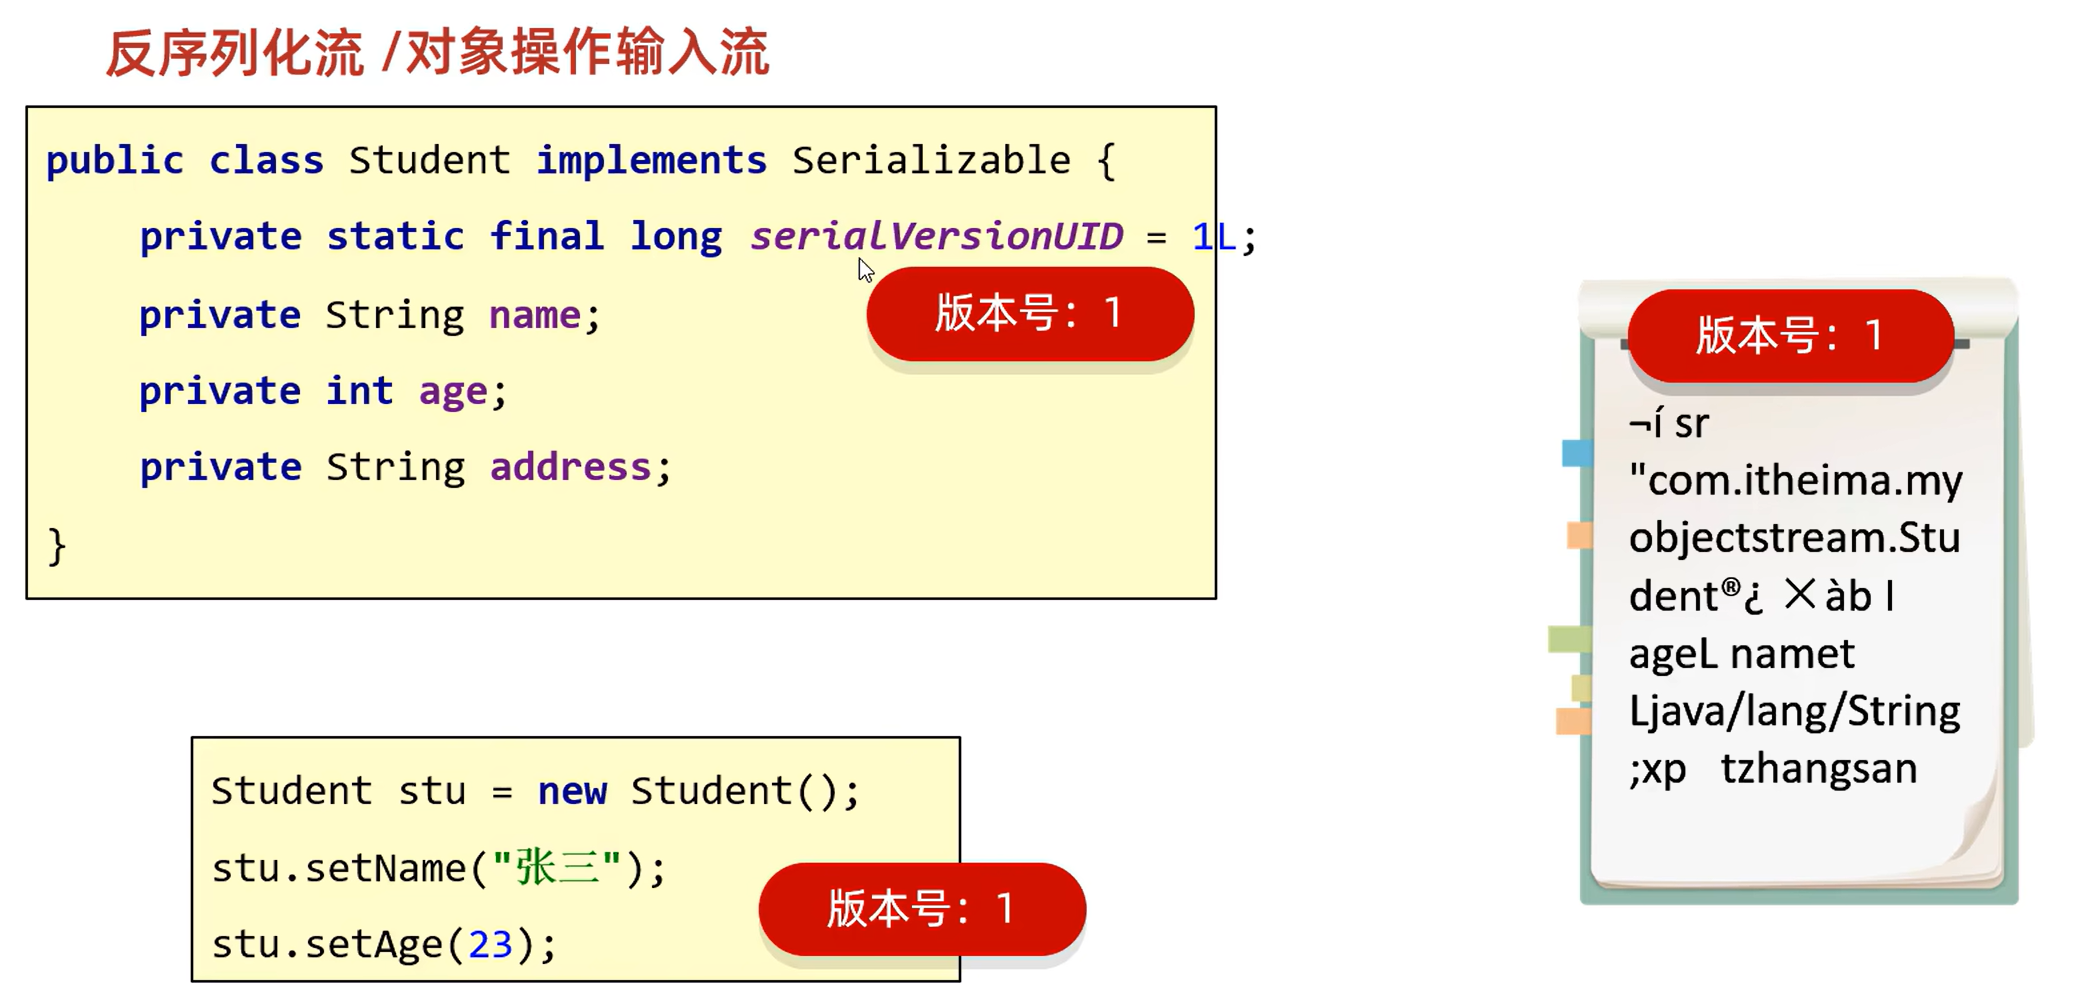 反序列化流 /对象操作输入流
public class Student implements Serializable {
private static final long serialVersionUID = 1L;
版本号：1
private String name;
private int age;
private String address;
}
Student stu = new Student();
stu.setName("张三");
版本号：1
stu.setAge(23);
版本号：1
¬í sr
"com.itheima.my
objectstream.Stu
dent®¿ ×àb I
ageL namet
Ljava/lang/String
;xp tzhangsan